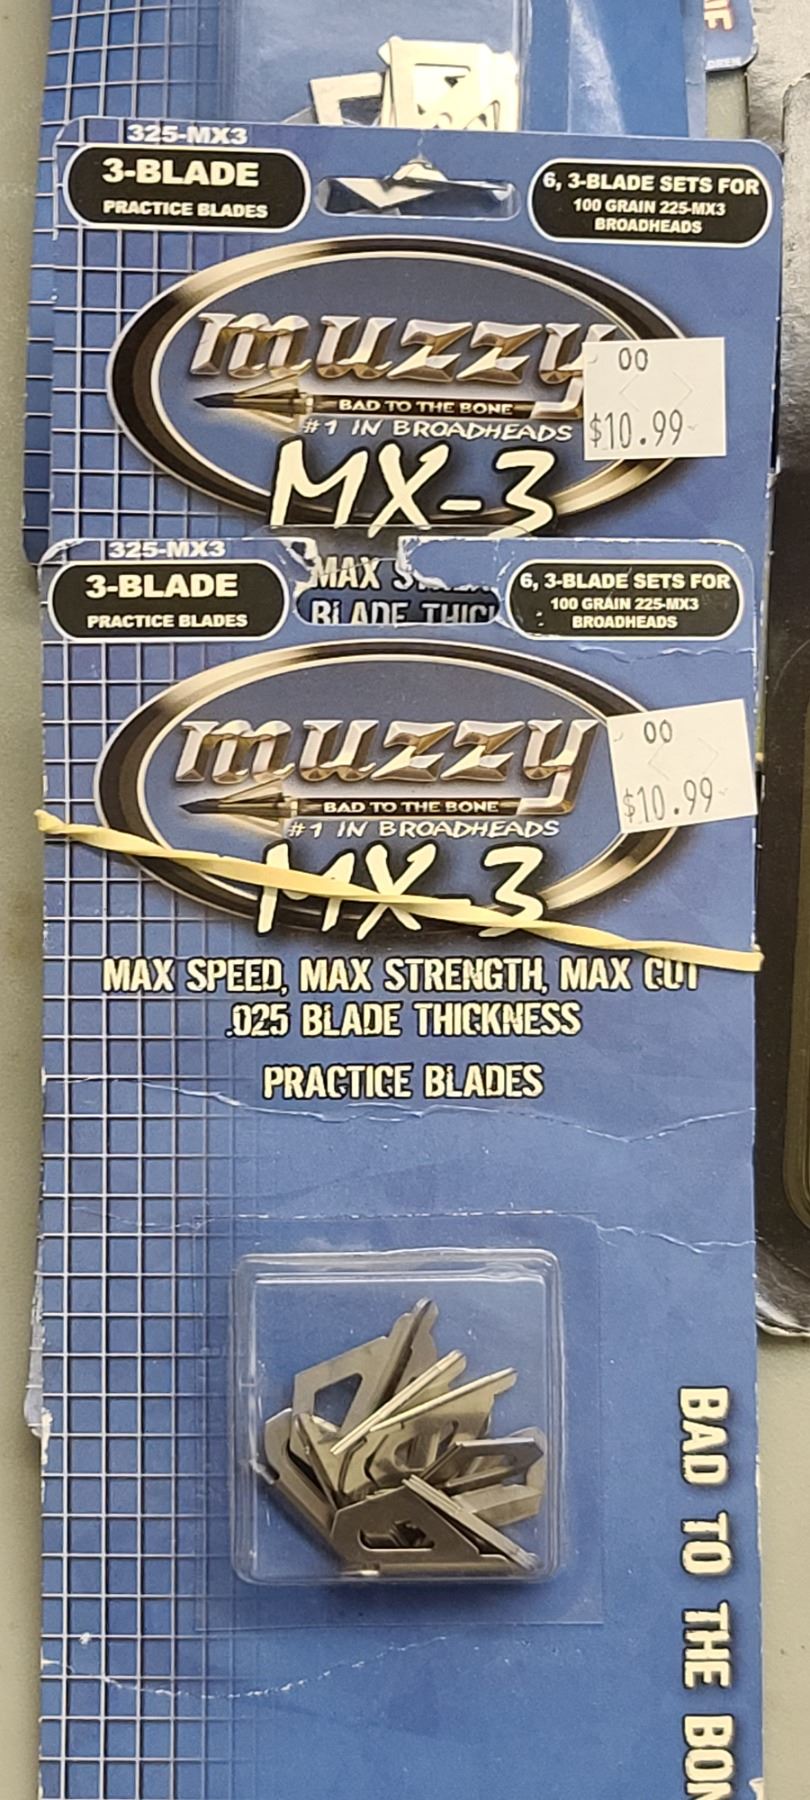 325-MX3
3-BLADE
PRACTICE BLADES
6, 3-BLADE SETS FOR
100 GRAIN 225-MX3
BROADHEADS
muzzy
BAD TO THE BONE
#1 IN BROADHEADS
MX-3
00
$10.99
MAX
BLADE
325-MX3
3-BLADE
PRACTICE BLADES
6, 3-BLADE SETS FOR
100 GRAIN 225-MX3
BROADHEADS
muzzy
BAD TO THE BONE
#1 IN BROADHEADS
MX-3
00
$10.99
MAX SPEED, MAX STRENGTH, MAX CUT
.025 BLADE THICKNESS
PRACTICE BLADES
BAD TO THE BON